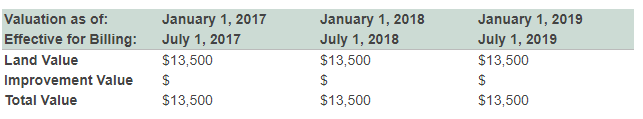 Valuation as of: January 1, 2017 January 1, 2018 January 1, 2019
Effective for Billing: July 1, 2017 July 1, 2018 July 1, 2019
Land Value $13,500 $13,500 $13,500
Improvement Value $ $ $
Total Value $13,500 $13,500 $13,500